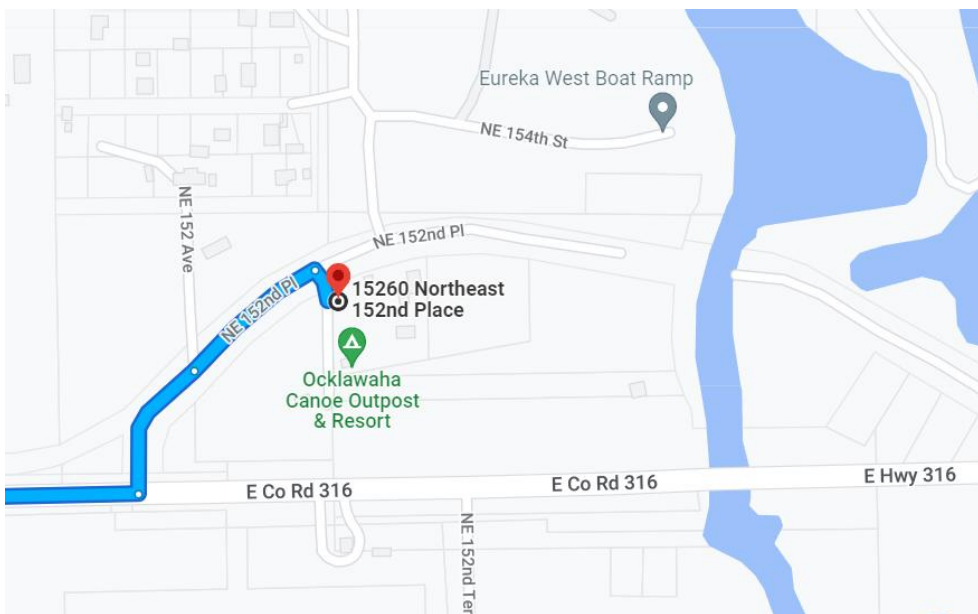 Eureka West Boat Ramp
NE 154th St
NE 152 Ave
NE 152nd Pl
NE 152nd Pl
15260 Northeast
152nd Place
Ocklawaha
Canoe Outpost
& Resort
E Co Rd 316
E Co Rd 316
E Hwy 316
NE 152nd Ter